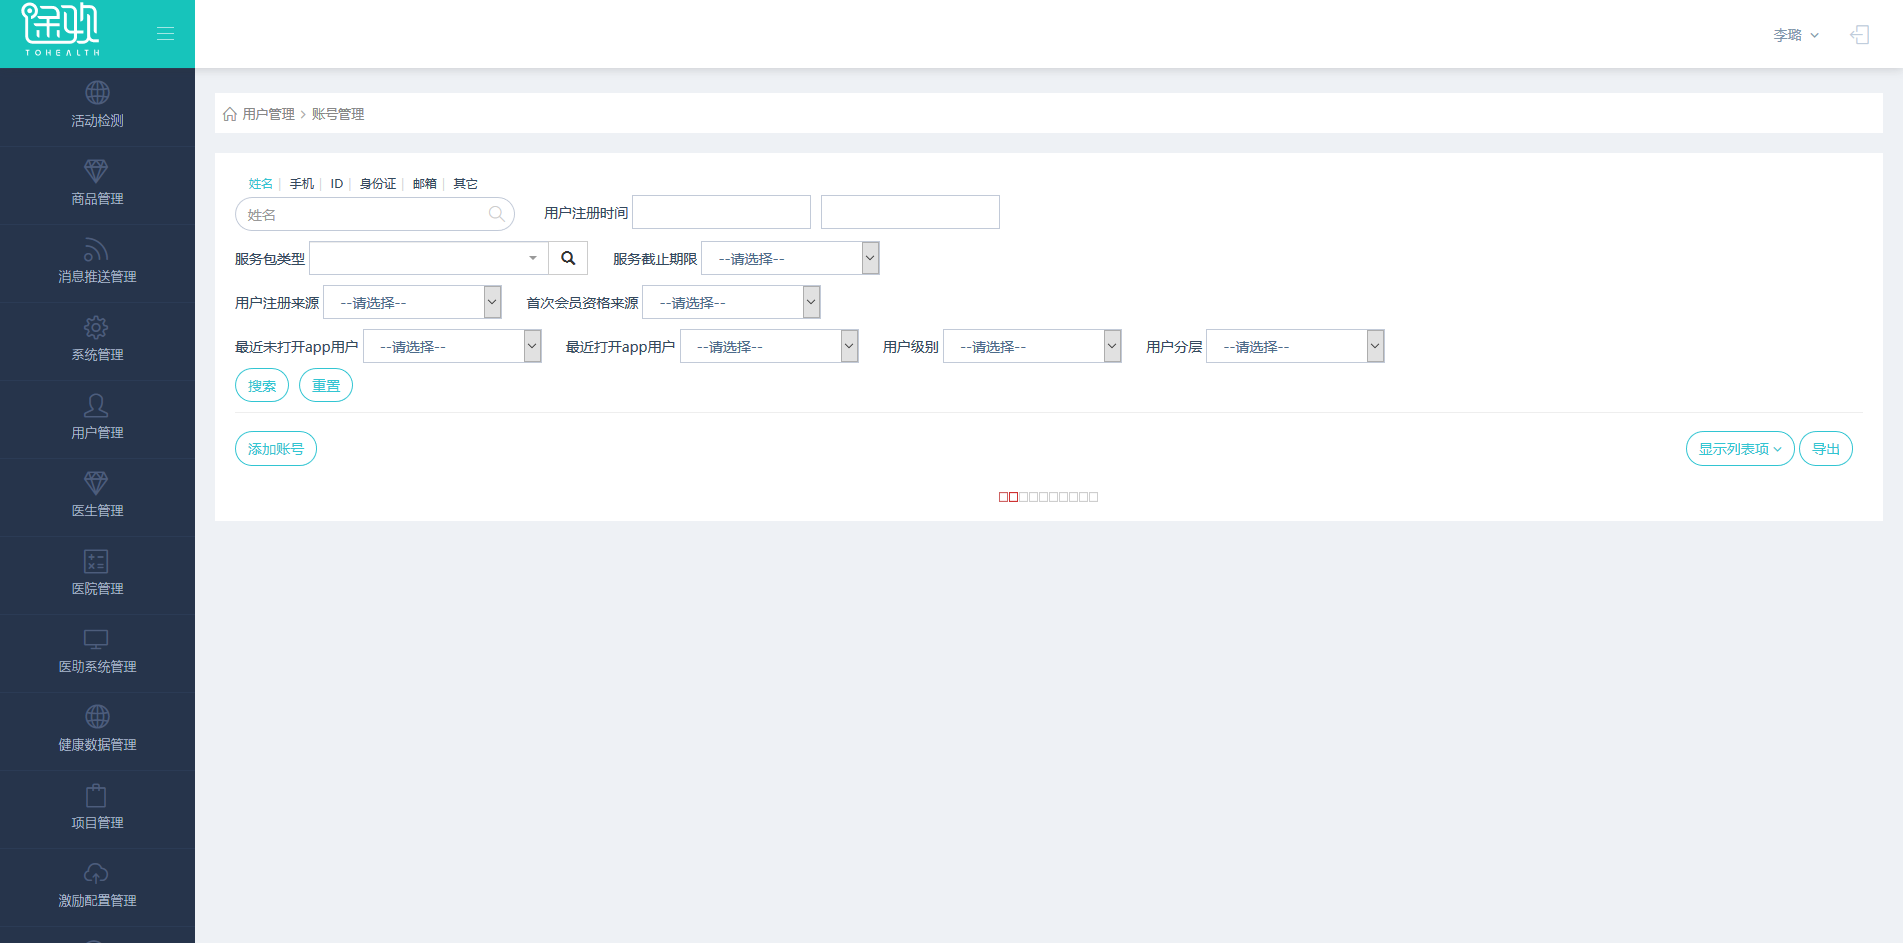 TOHEALTH
李璐
活动检测
商品管理
消息推送管理
系统管理
用户管理
医生管理
医院管理
医助系统管理
健康数据管理
项目管理
激励配置管理
用户管理 > 账号管理
姓名 | 手机 | ID | 身份证 | 邮箱 | 其它
姓名 用户注册时间
服务包类型 服务截止期限 --请选择--
用户注册来源 --请选择-- 首次会员资格来源 --请选择--
最近未打开app用户 --请选择-- 最近打开app用户 --请选择-- 用户级别 --请选择-- 用户分层 --请选择--
搜索 重置
添加账号 显示列表项 导出